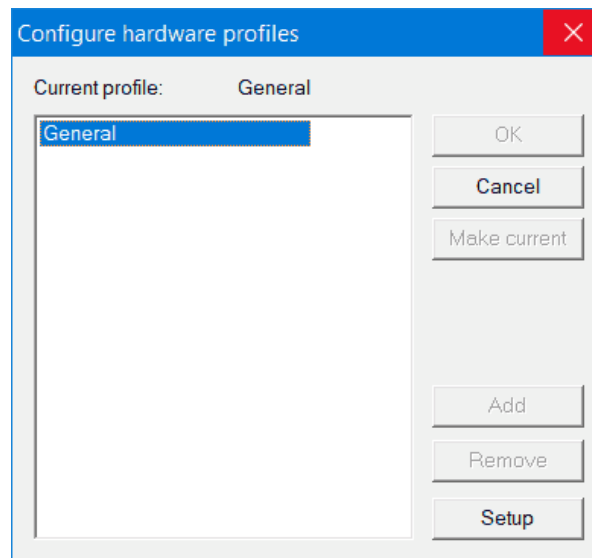 Configure hardware profiles
Current profile: General
General
OK
Cancel
Make current
Add
Remove
Setup